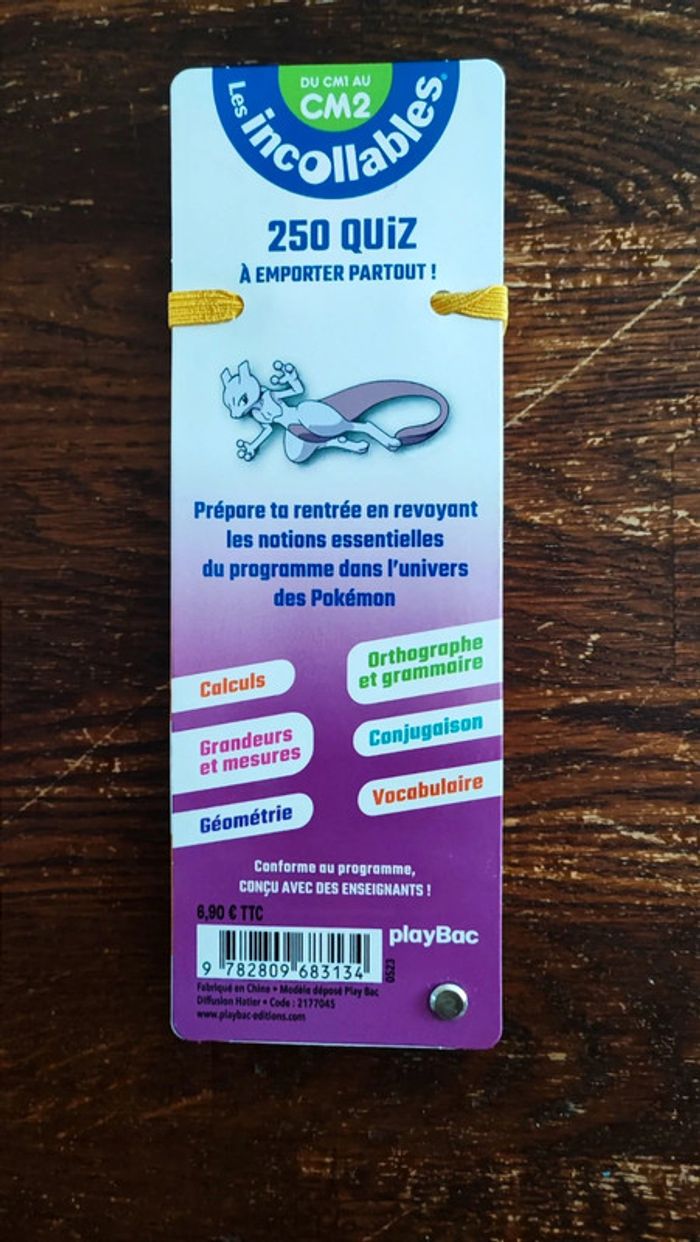 DU CM1 AU
CM2
Les incollables®
250 QUiZ
À EMPORTER PARTOUT !
Prépare ta rentrée en revoyant
les notions essentielles
du programme dans l'univers
des Pokémon
Calculs
Orthographe
et grammaire
Grandeurs
et mesures
Conjugaison
Géométrie
Vocabulaire
Conforme au programme,
CONÇU AVEC DES ENSEIGNANTS !
6,90 € TTC
playBac
9 782809 683134
0523
Fabriqué en Chine • Modèle déposé Play Bac
Diffusion Hatier • Code : 2177045
www.playbac-editions.com